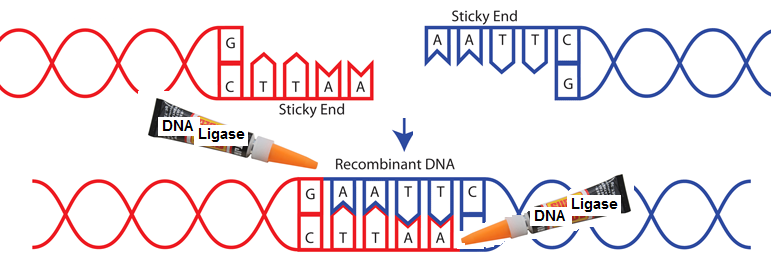 Sticky End
G
C T T A A
Sticky End
A A T T C
G
DNA Ligase
Recombinant DNA
G A A T T C
C T T A A
DNA Ligase